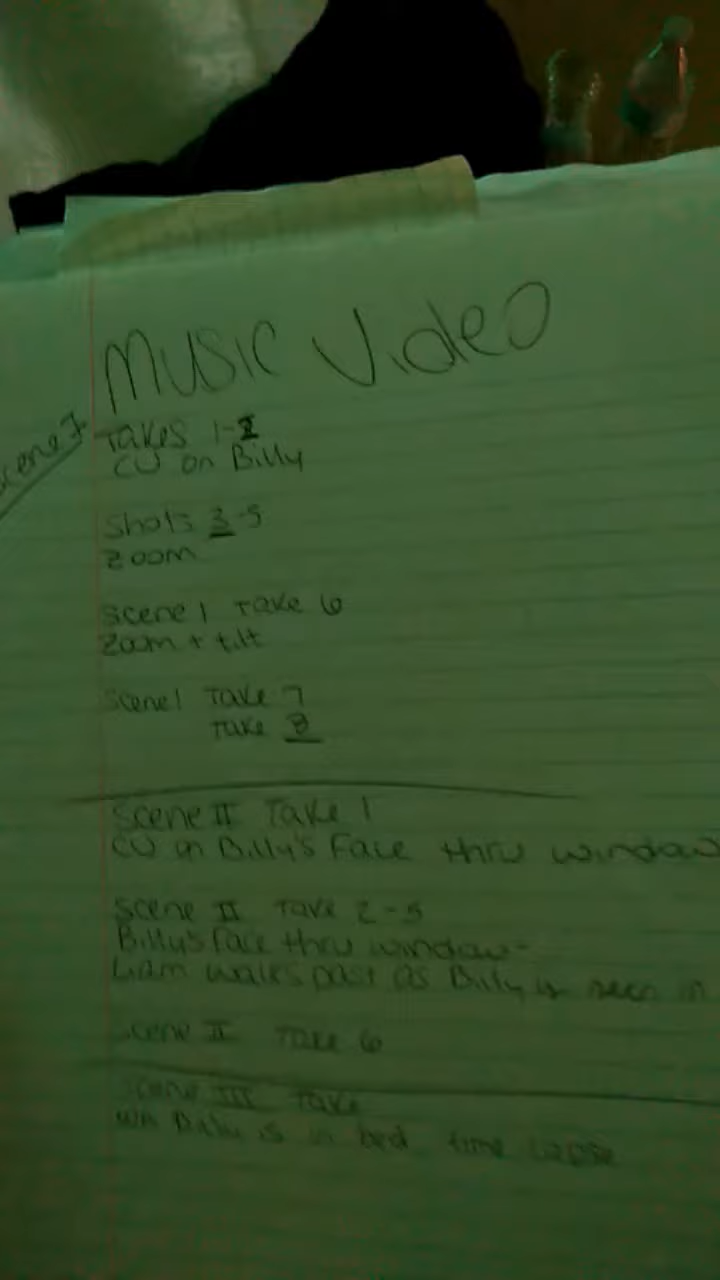 Music Video
Scene 7
Takes 1-2
CU on Billy
Shots 3-5
Zoom
Scene 1 Take 6
Zoom + tilt
Scene 1 Take 7
Take 8
Scene II Take 1
CU on Billy's Face thru window
Scene II Take 2-5
Billy's face thru window-
Liam walks past as Billy is seen in
Scene II Take 6
Scene III Take
Billy is in bed time lapse